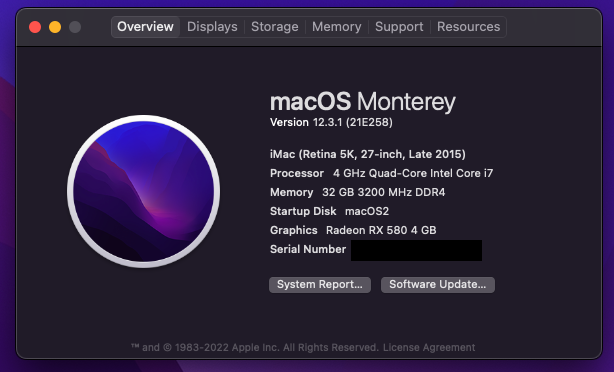 Overview Displays Storage Memory Support Resources
macOS Monterey
Version 12.3.1 (21E258)
iMac (Retina 5K, 27-inch, Late 2015)
Processor 4 GHz Quad-Core Intel Core i7
Memory 32 GB 3200 MHz DDR4
Startup Disk macOS2
Graphics Radeon RX 580 4 GB
Serial Number
System Report... Software Update...
™ and © 1983-2022 Apple Inc. All Rights Reserved. License Agreement